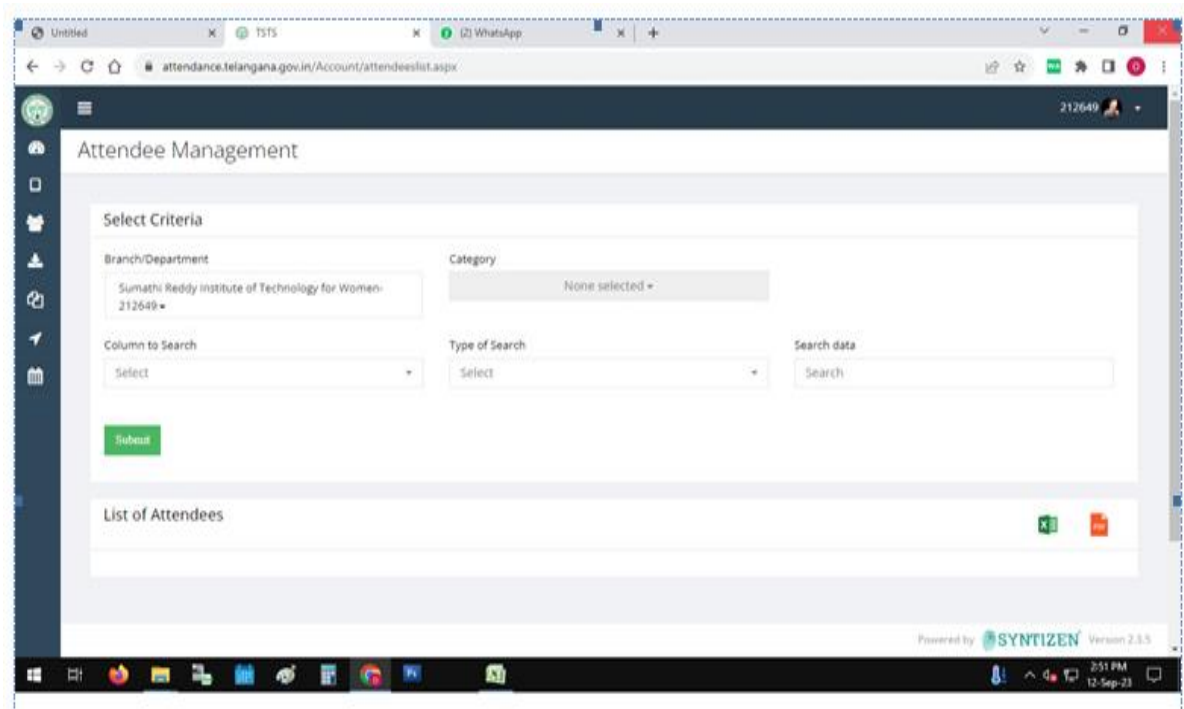 Untitled
TSTS
(2) WhatsApp
attendance.telangana.gov.in/Account/attendeeslist.aspx
212649
Attendee Management
Select Criteria
Branch/Department
Category
Sumathi Reddy Institute of Technology for Women-
212649
None selected
Column to Search
Type of Search
Search data
Select
Select
Search
Submit
List of Attendees
PDF
Powered by SYNTIZEN Version 2.3.5
2:51 PM
12-Sep-23